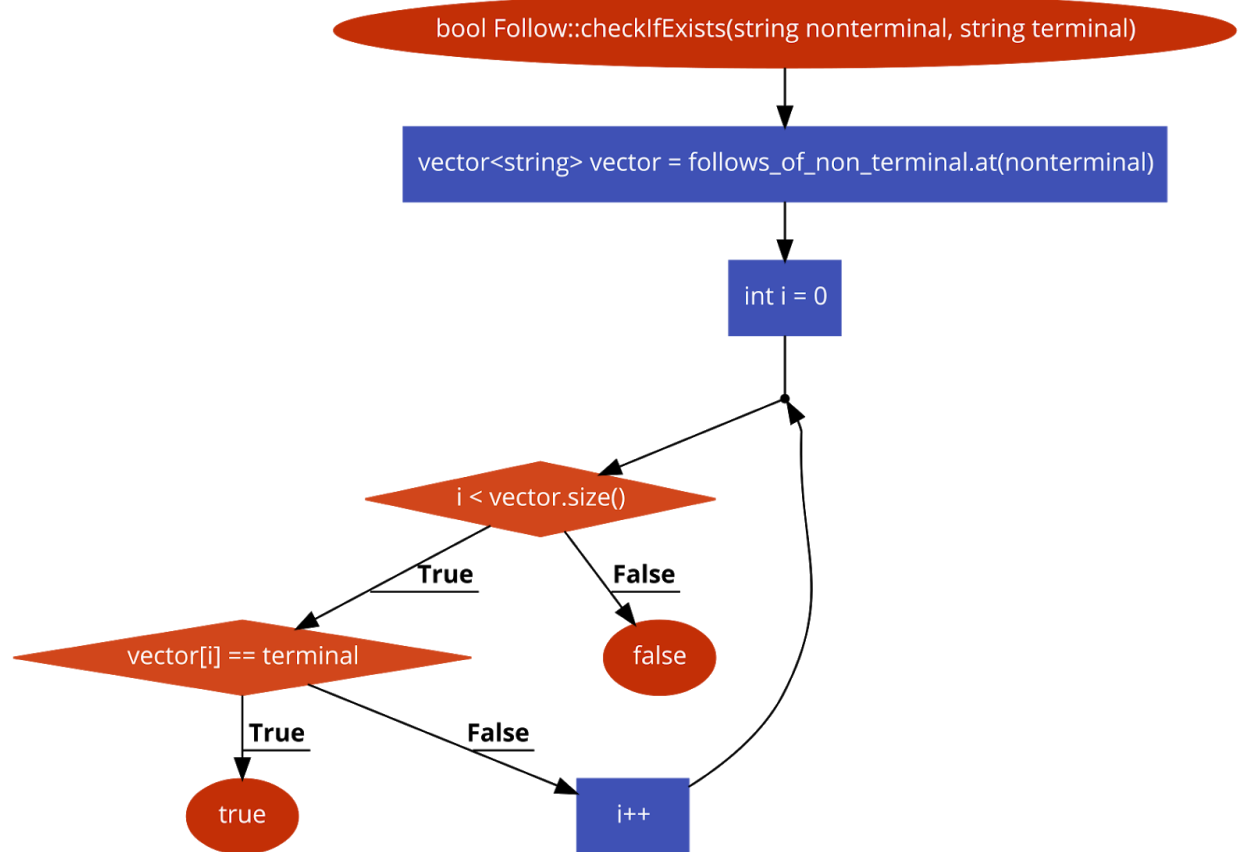 bool Follow::checkIfExists(string nonterminal, string terminal)
vector<string> vector = follows_of_non_terminal.at(nonterminal)
int i = 0
i < vector.size()
True
False
vector[i] == terminal
false
True
False
true
i++